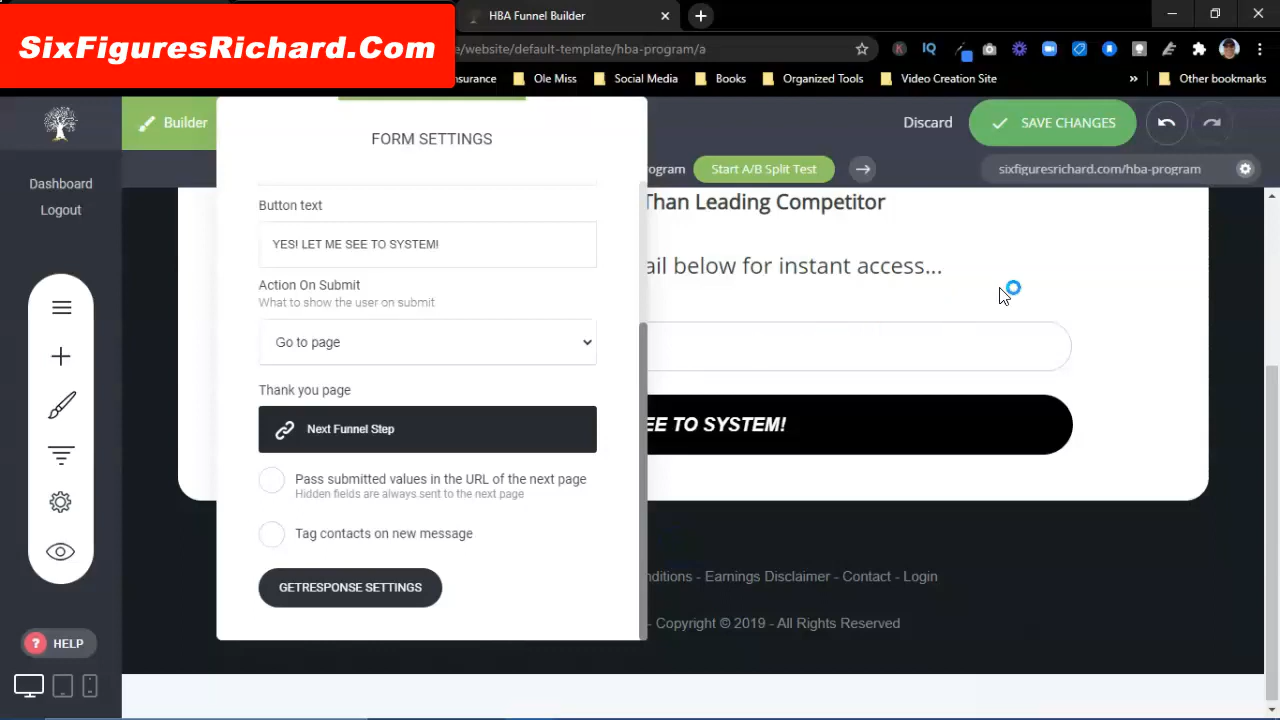 SixFiguresRichard.Com
HBA Funnel Builder
e/website/default-template/hba-program/a
IQ
surance
Ole Miss
Social Media
Books
Organized Tools
Video Creation Site
Other bookmarks
Builder
Discard
SAVE CHANGES
Dashboard
Logout
FORM SETTINGS
ogram
Start A/B Split Test
sixfiguresrichard.com/hba-program
Than Leading Competitor
Button text
YES! LET ME SEE TO SYSTEM!
ail below for instant access...
Action On Submit
What to show the user on submit
Go to page
Thank you page
Next Funnel Step
EE TO SYSTEM!
Pass submitted values in the URL of the next page
Hidden fields are always sent to the next page
Tag contacts on new message
GETRESPONSE SETTINGS
nditions - Earnings Disclaimer - Contact - Login
- Copyright © 2019 - All Rights Reserved
? HELP